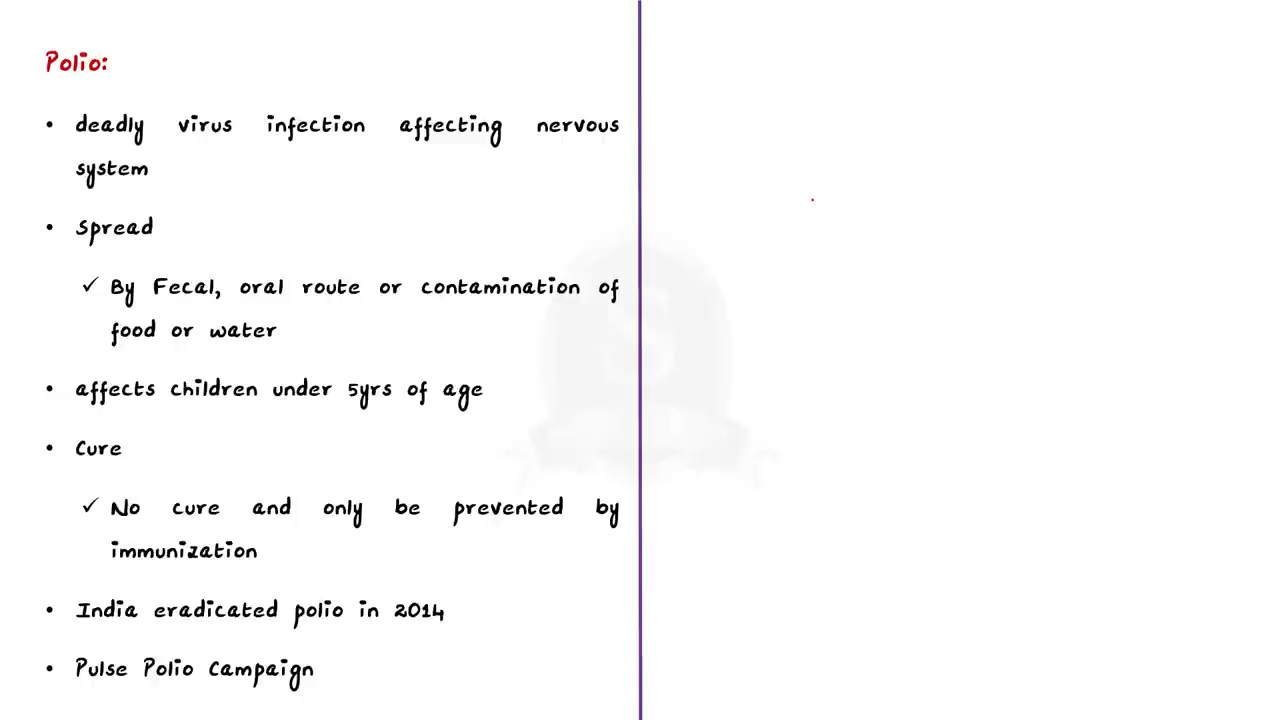 Polio:
• deadly virus infection affecting nervous
system
• Spread
✓ By Fecal, oral route or contamination of
food or water
• affects children under 5yrs of age
• Cure
✓ No cure and only be prevented by
immunization
• India eradicated polio in 2014
• Pulse Polio Campaign